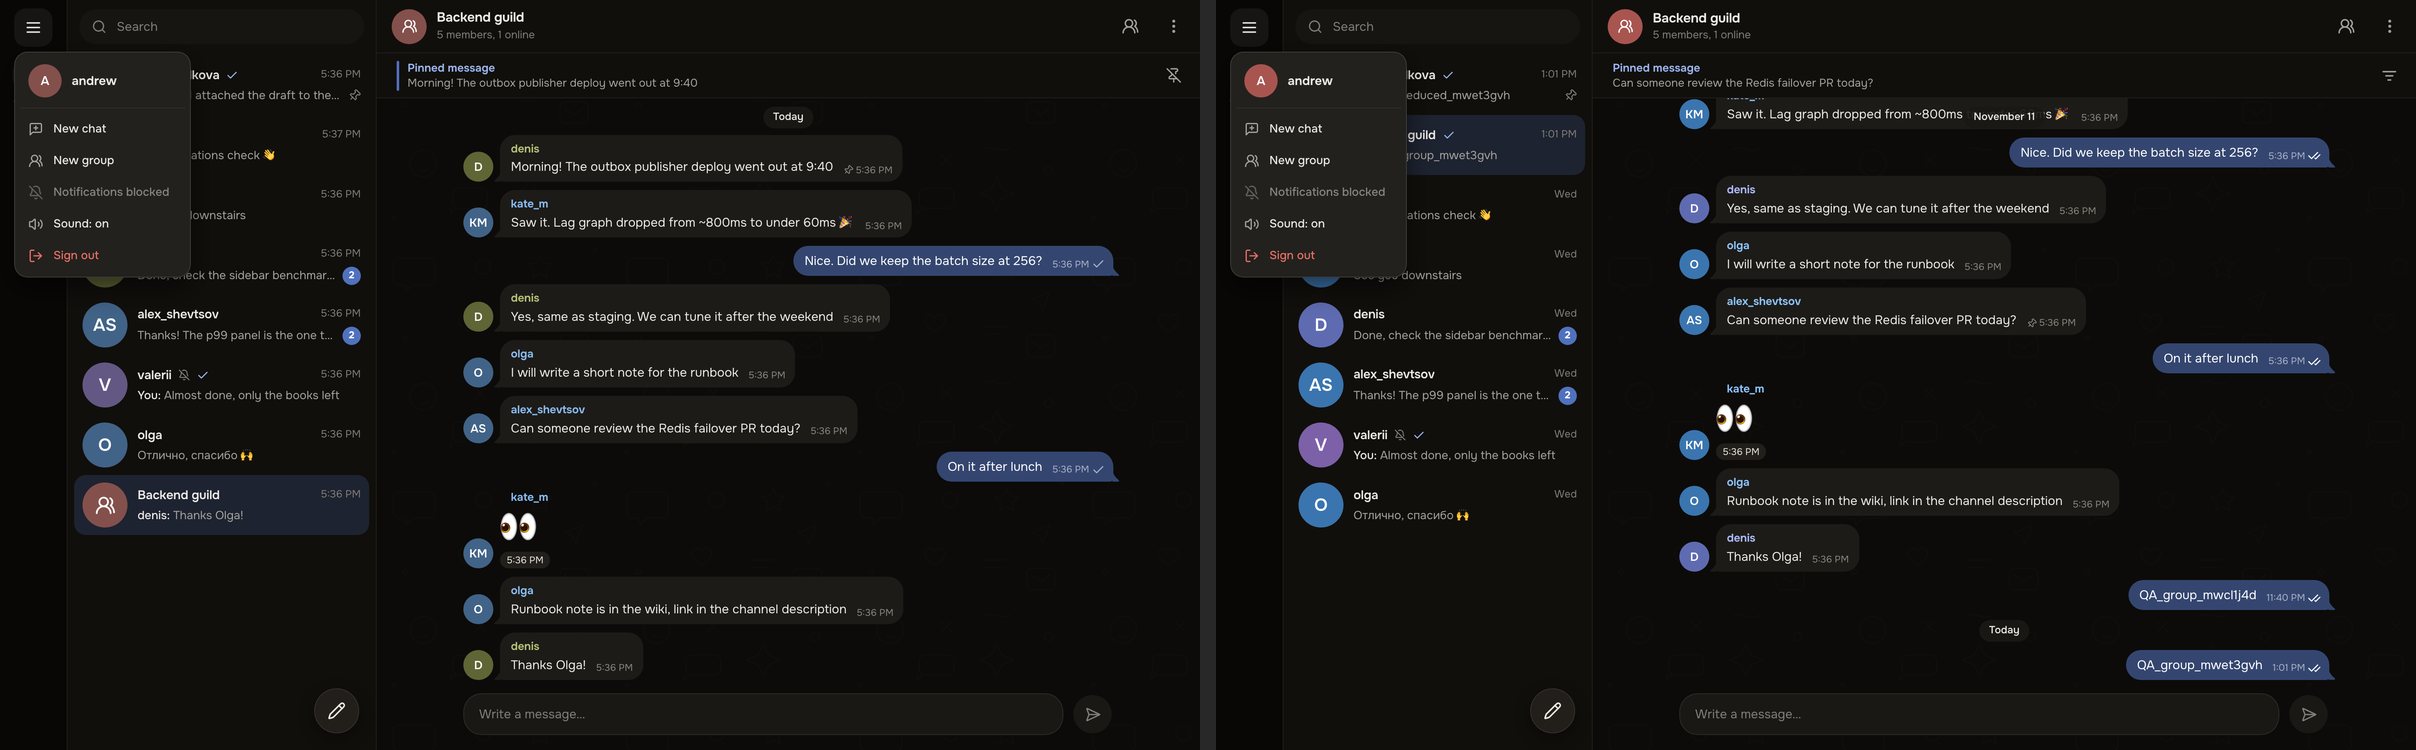 Search
Backend guild
5 members, 1 online
A
andrew
New chat
New group
Notifications blocked
Sound: on
Sign out
kova
5:36 PM
attached the draft to the...
5:37 PM
ations check 👋
5:36 PM
downstairs
5:36 PM
Done, check the sidebar benchmar...
2
AS
alex_shevtsov
5:36 PM
Thanks! The p99 panel is the one t...
2
V
valerii
5:36 PM
You: Almost done, only the books left
O
olga
5:36 PM
Отлично, спасибо 🙌
Backend guild
5:36 PM
denis: Thanks Olga!
Pinned message
Morning! The outbox publisher deploy went out at 9:40
Today
denis
D
Morning! The outbox publisher deploy went out at 9:40
5:36 PM
kate_m
KM
Saw it. Lag graph dropped from ~800ms to under 60ms 🎉
5:36 PM
Nice. Did we keep the batch size at 256?
5:36 PM
denis
D
Yes, same as staging. We can tune it after the weekend
5:36 PM
olga
O
I will write a short note for the runbook
5:36 PM
alex_shevtsov
AS
Can someone review the Redis failover PR today?
5:36 PM
On it after lunch
5:36 PM
kate_m
👀
KM
5:36 PM
olga
O
Runbook note is in the wiki, link in the channel description
5:36 PM
denis
D
Thanks Olga!
5:36 PM
Write a message...
Search
Backend guild
5 members, 1 online
A
andrew
New chat
New group
Notifications blocked
Sound: on
Sign out
kova
1:01 PM
educed_mwet3gvh
guild
1:01 PM
group_mwet3gvh
Wed
ations check 👋
Wed
downstairs
D
denis
Wed
Done, check the sidebar benchmar...
2
AS
alex_shevtsov
Wed
Thanks! The p99 panel is the one t...
2
V
valerii
Wed
You: Almost done, only the books left
O
olga
Wed
Отлично, спасибо 🙌
Pinned message
Can someone review the Redis failover PR today?
KM
Saw it. Lag graph dropped from ~800ms
November 11
s 🎉
5:36 PM
Nice. Did we keep the batch size at 256?
5:36 PM
denis
D
Yes, same as staging. We can tune it after the weekend
5:36 PM
olga
O
I will write a short note for the runbook
5:36 PM
alex_shevtsov
AS
Can someone review the Redis failover PR today?
5:36 PM
On it after lunch
5:36 PM
kate_m
👀
KM
5:36 PM
olga
O
Runbook note is in the wiki, link in the channel description
5:36 PM
denis
D
Thanks Olga!
5:36 PM
QA_group_mwcl1j4d
11:40 PM
Today
QA_group_mwet3gvh
1:01 PM
Write a message...